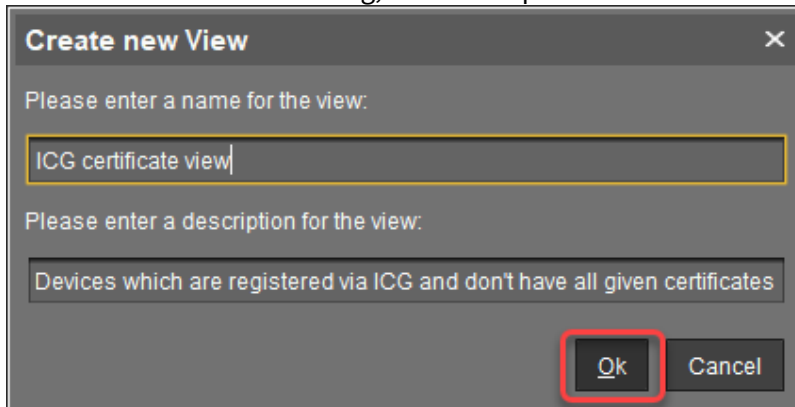 Create new View
Please enter a name for the view:
ICG certificate view
Please enter a description for the view:
Devices which are registered via ICG and don't have all given certificates
Ok Cancel